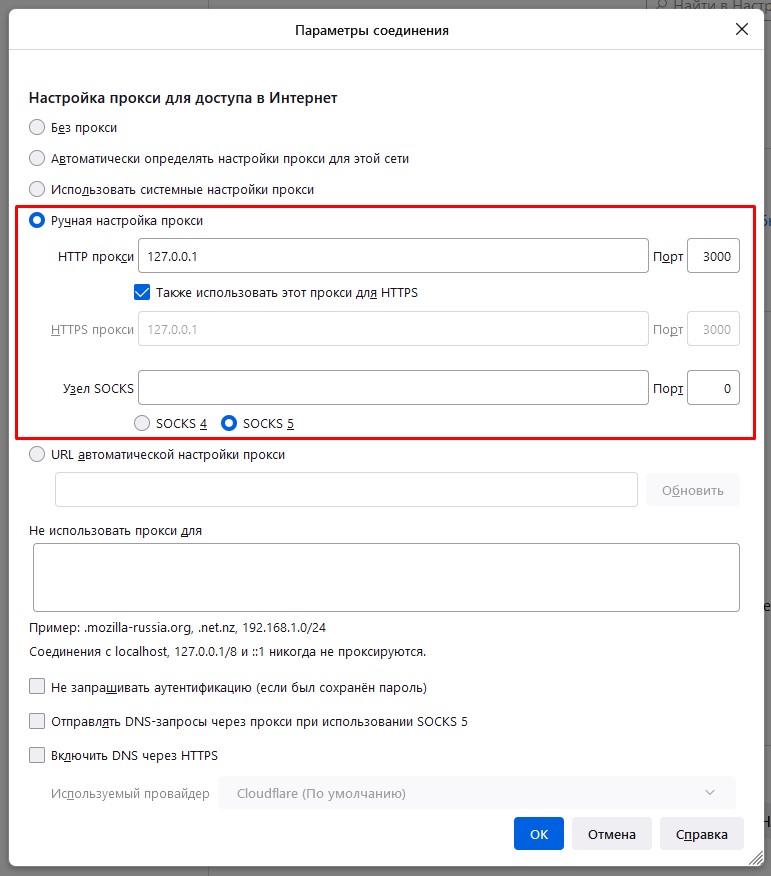 Найти в Настр
Параметры соединения
Настройка прокси для доступа в Интернет
Без прокси
Автоматически определять настройки прокси для этой сети
Использовать системные настройки прокси
Ручная настройка прокси
HTTP прокси 127.0.0.1 Порт 3000
Также использовать этот прокси для HTTPS
HTTPS прокси 127.0.0.1 Порт 3000
Узел SOCKS Порт 0
SOCKS 4 SOCKS 5
URL автоматической настройки прокси
Обновить
Не использовать прокси для
Пример: .mozilla-russia.org, .net.nz, 192.168.1.0/24
Соединения с localhost, 127.0.0.1/8 и ::1 никогда не проксируются.
Не запрашивать аутентификацию (если был сохранён пароль)
Отправлять DNS-запросы через прокси при использовании SOCKS 5
Включить DNS через HTTPS
Используемый провайдер Cloudflare (По умолчанию)
OK Отмена Справка